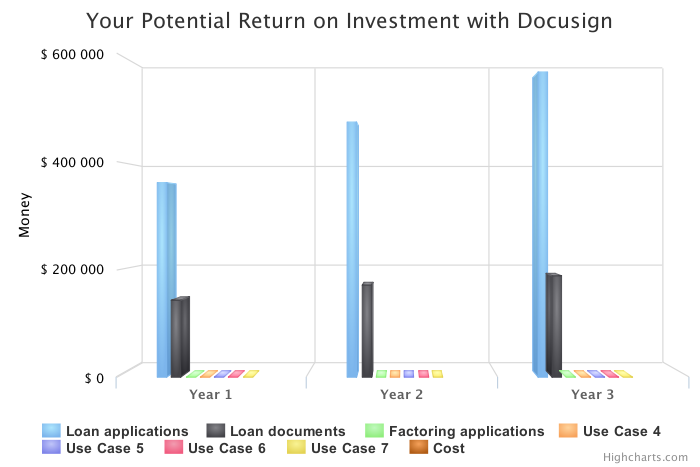 Your Potential Return on Investment with Docusign
$ 600 000
$ 400 000
Money
$ 200 000
$ 0
Year 1 Year 2 Year 3
Loan applications Loan documents Factoring applications Use Case 4
Use Case 5 Use Case 6 Use Case 7 Cost
Highcharts.com